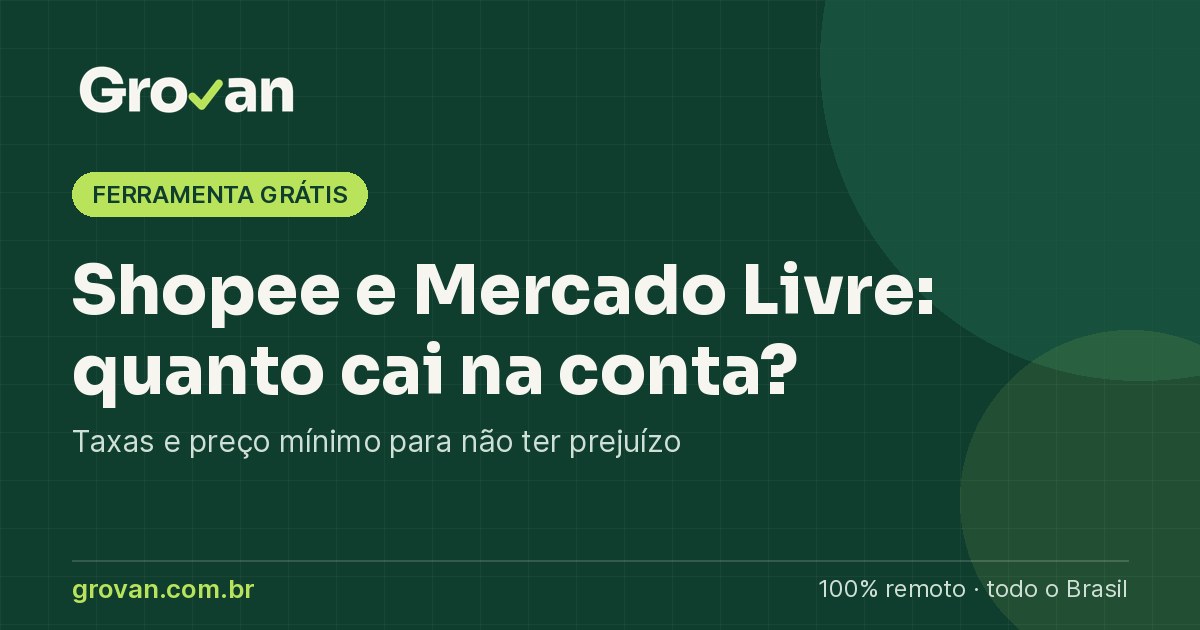 Grovan
FERRAMENTA GRÁTIS
Shopee e Mercado Livre:
quanto cai na conta?
Taxas e preço mínimo para não ter prejuízo
grovan.com.br
100% remoto · todo o Brasil